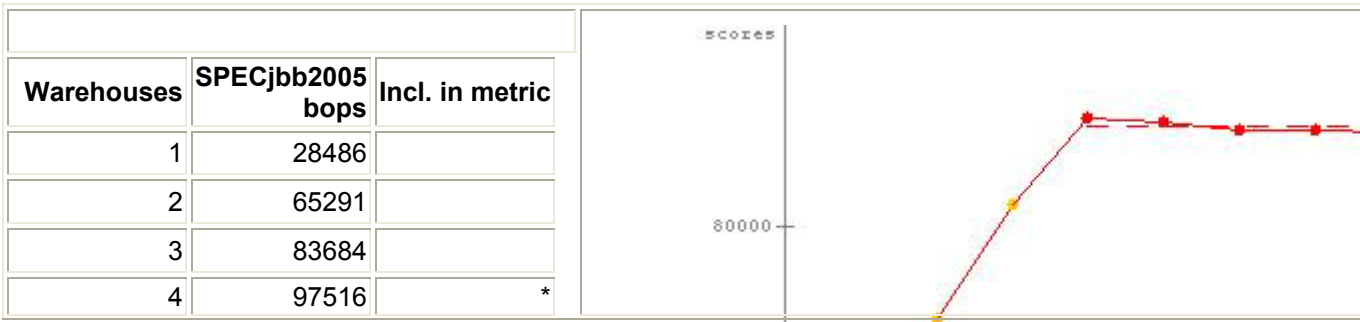 Warehouses SPECjbb2005 bops Incl. in metric
1 28486
2 65291
3 83684
4 97516 *
scores
80000